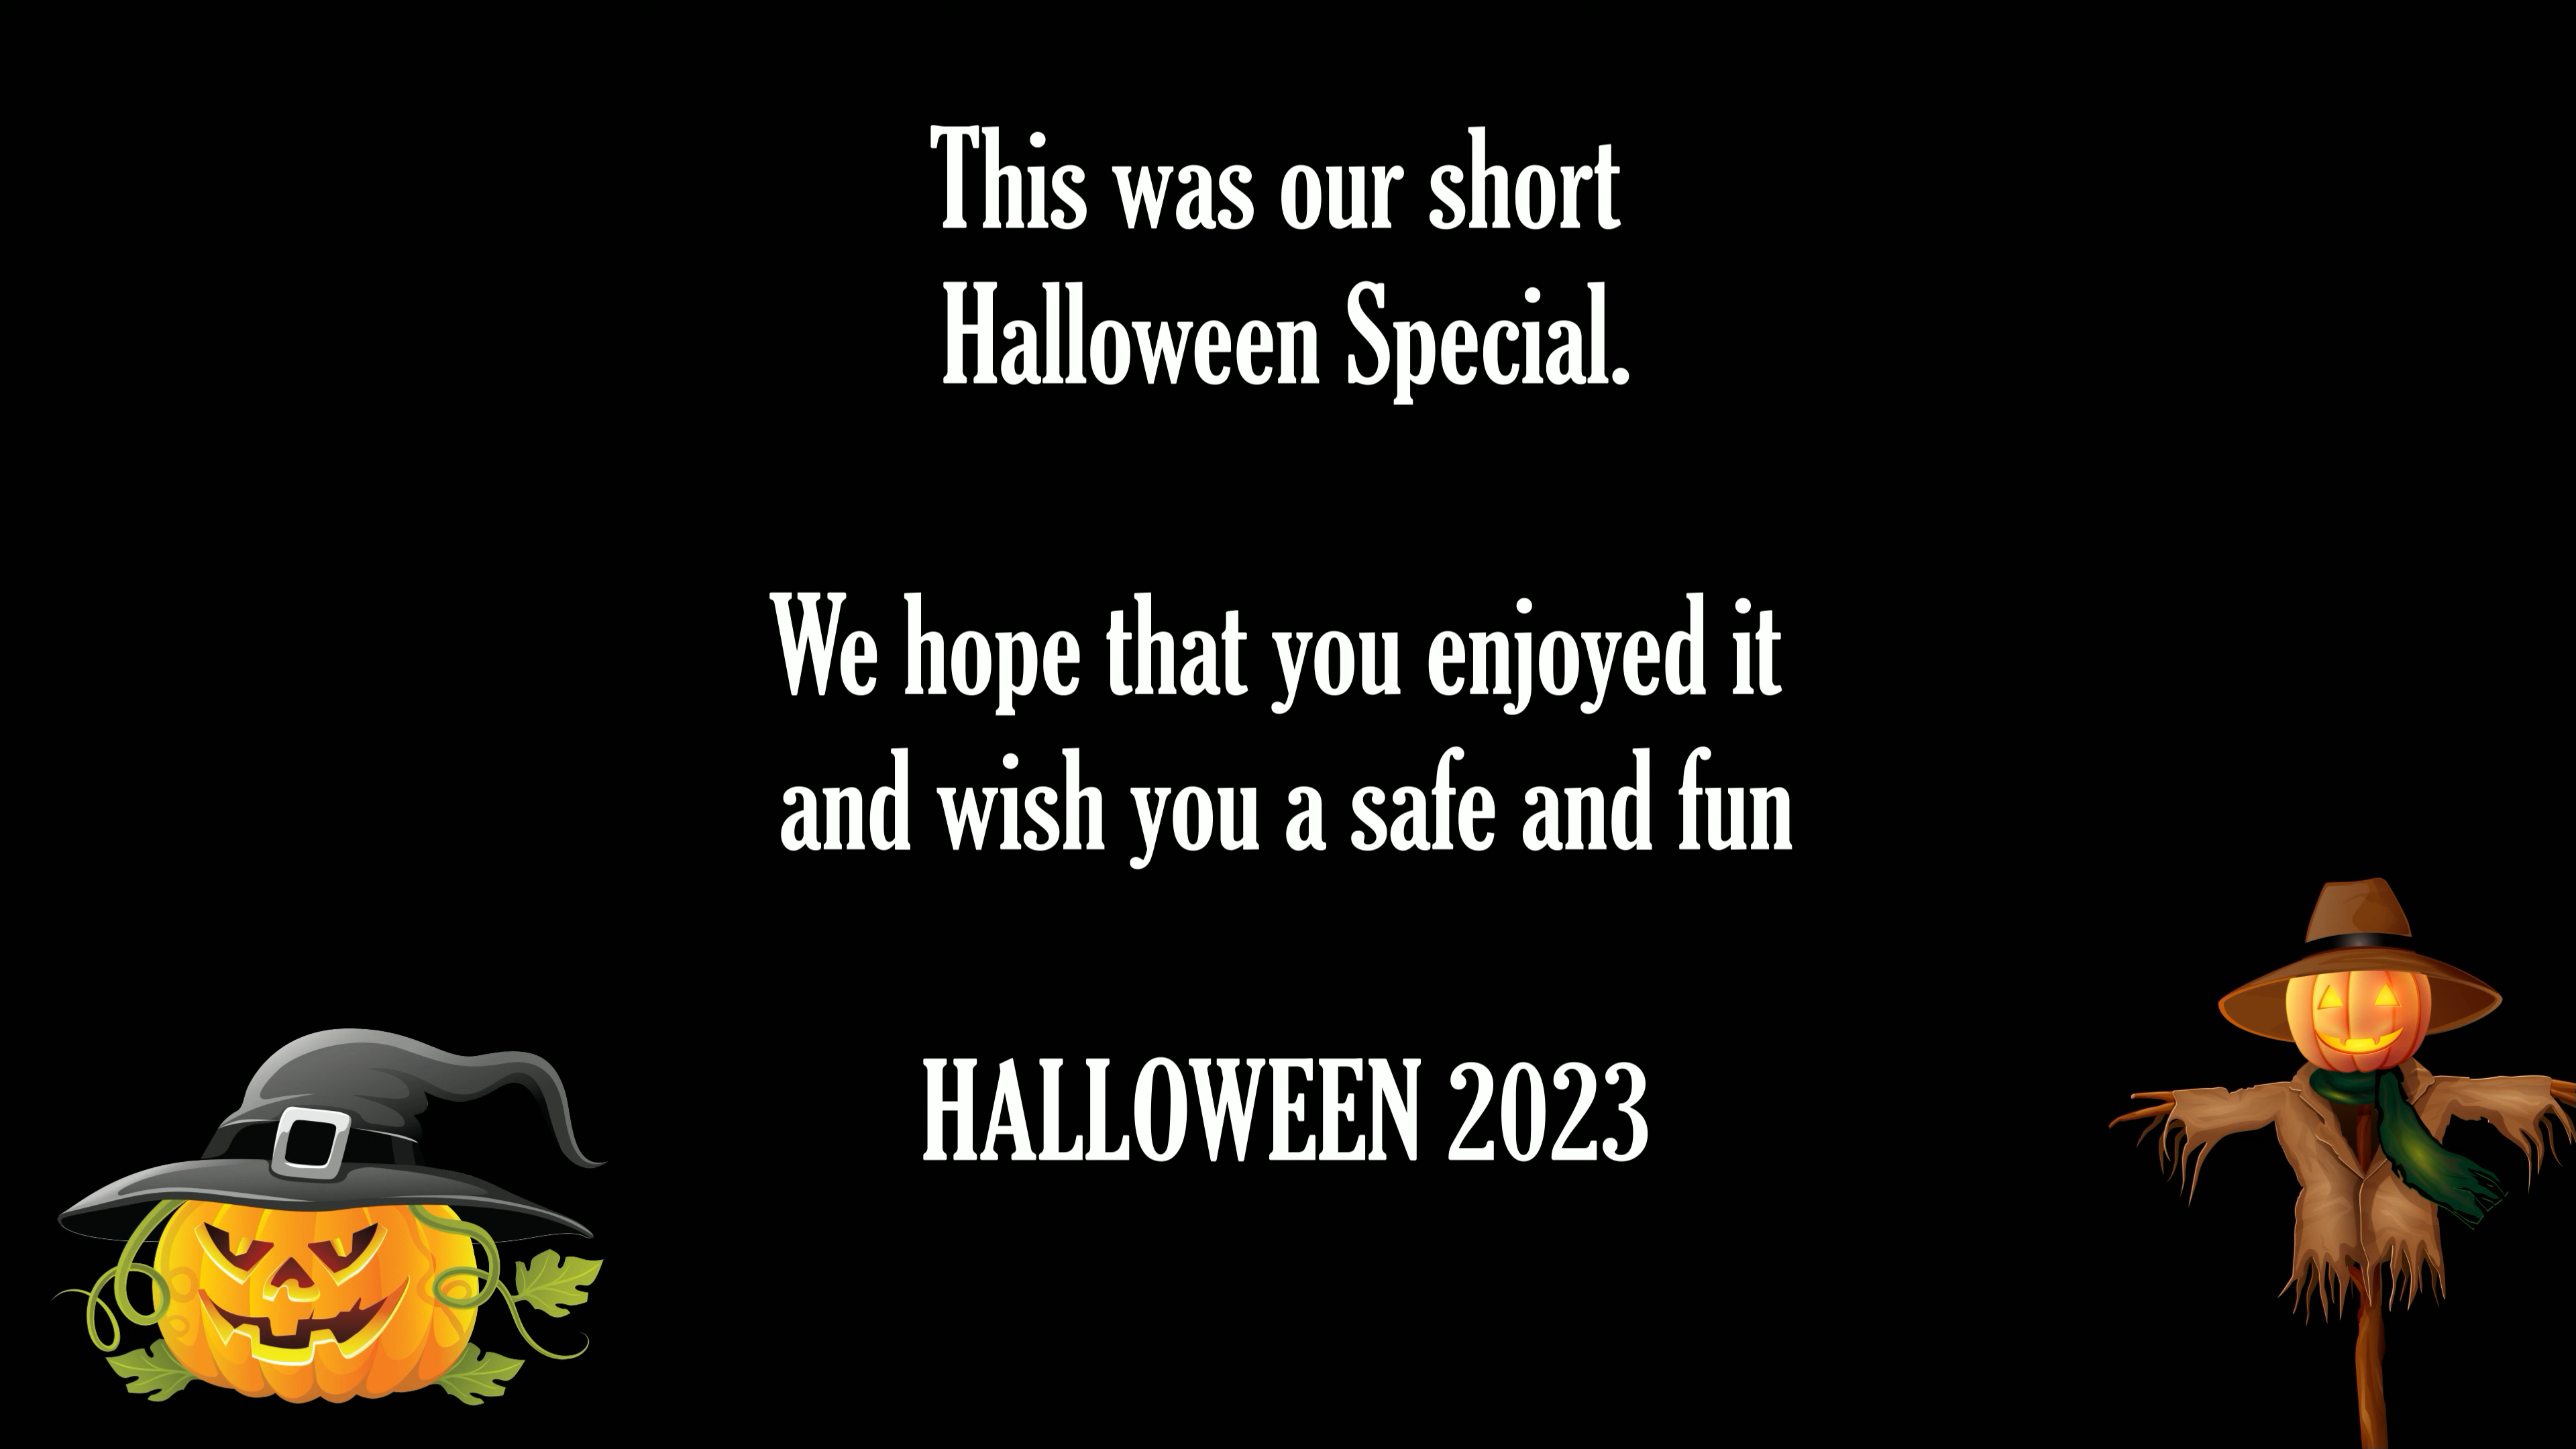 This was our short
Halloween Special.
We hope that you enjoyed it
and wish you a safe and fun
HALLOWEEN 2023